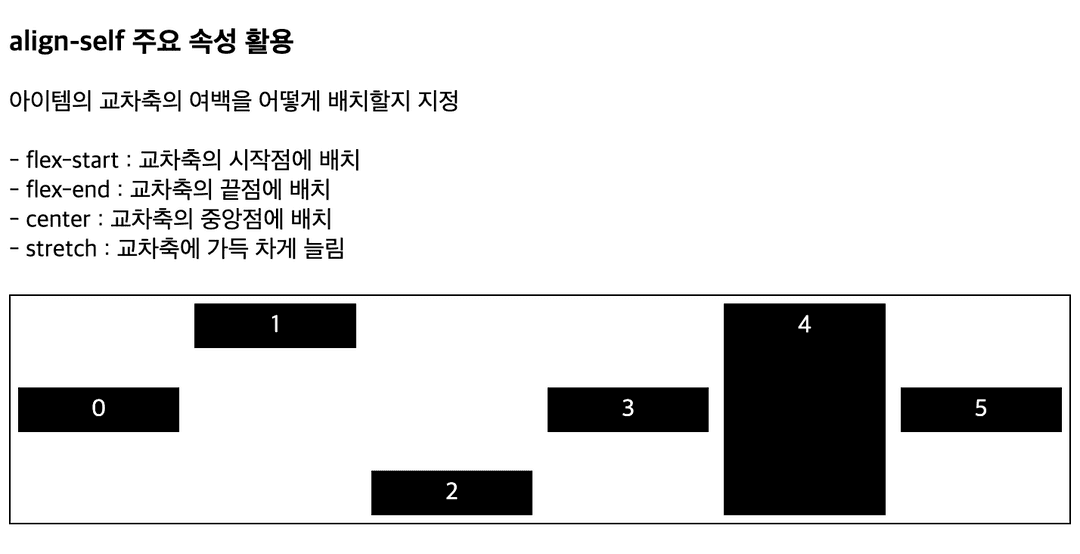 align-self 주요 속성 활용
아이템의 교차축의 여백을 어떻게 배치할지 지정
- flex-start : 교차축의 시작점에 배치
- flex-end : 교차축의 끝점에 배치
- center : 교차축의 중앙점에 배치
- stretch : 교차축에 가득 차게 늘림
0
1
2
3
4
5